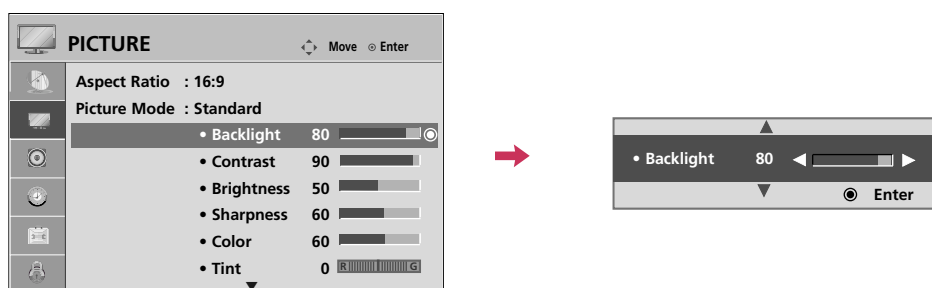 PICTURE
Move ⊙ Enter
Aspect Ratio : 16:9
Picture Mode : Standard
• Backlight 80
• Contrast 90
• Brightness 50
• Sharpness 60
• Color 60
• Tint 0 R G
• Backlight 80
Enter